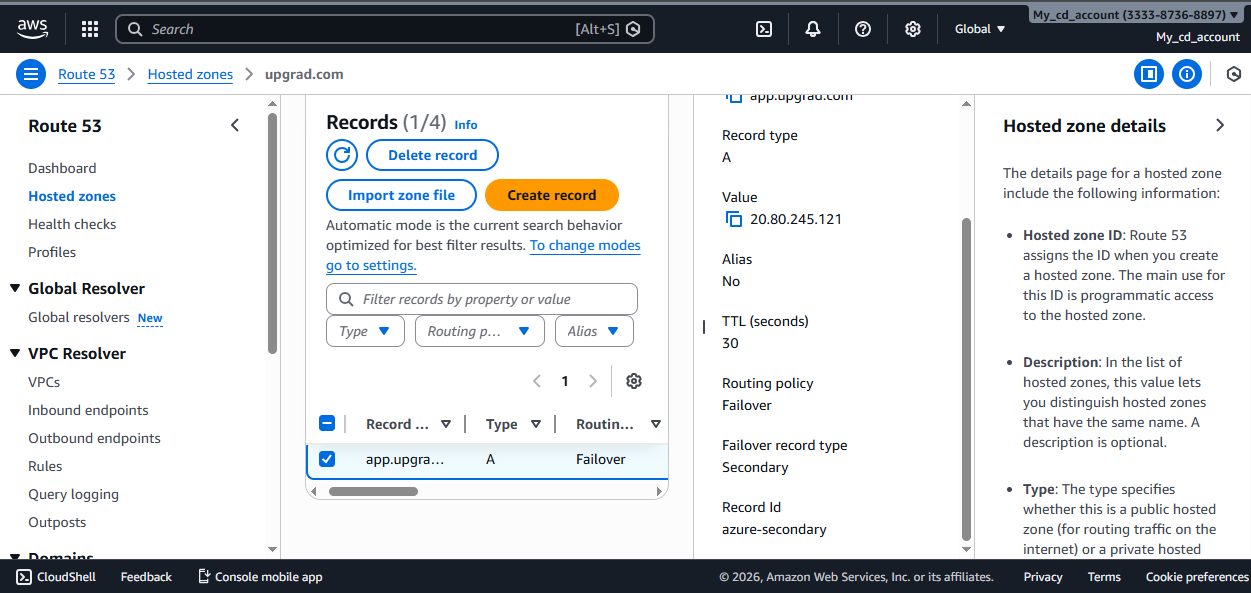 aws
Search
[Alt+S]
Global
My_cd_account (3333-8736-8897)
My_cd_account
Route 53
Hosted zones
upgrad.com
Route 53
Dashboard
Hosted zones
Health checks
Profiles
Global Resolver
Global resolvers New
VPC Resolver
VPCs
Inbound endpoints
Outbound endpoints
Rules
Query logging
Outposts
Domains
Records (1/4) Info
Delete record
Import zone file
Create record
Automatic mode is the current search behavior
optimized for best filter results. To change modes
go to settings.
Filter records by property or value
Type
Routing p...
Alias
1
Record ...
Type
Routin...
app.upgra...
A
Failover
app.upgrad.com
Record type
A
Value
20.80.245.121
Alias
No
TTL (seconds)
30
Routing policy
Failover
Failover record type
Secondary
Record Id
azure-secondary
Hosted zone details
The details page for a hosted zone
include the following information:
• Hosted zone ID: Route 53
assigns the ID when you create
a hosted zone. The main use for
this ID is programmatic access
to the hosted zone.
• Description: In the list of
hosted zones, this value lets
you distinguish hosted zones
that have the same name. A
description is optional.
• Type: The type specifies
whether this is a public hosted
zone (for routing traffic on the
internet) or a private hosted
CloudShell
Feedback
Console mobile app
© 2026, Amazon Web Services, Inc. or its affiliates.
Privacy
Terms
Cookie preferences